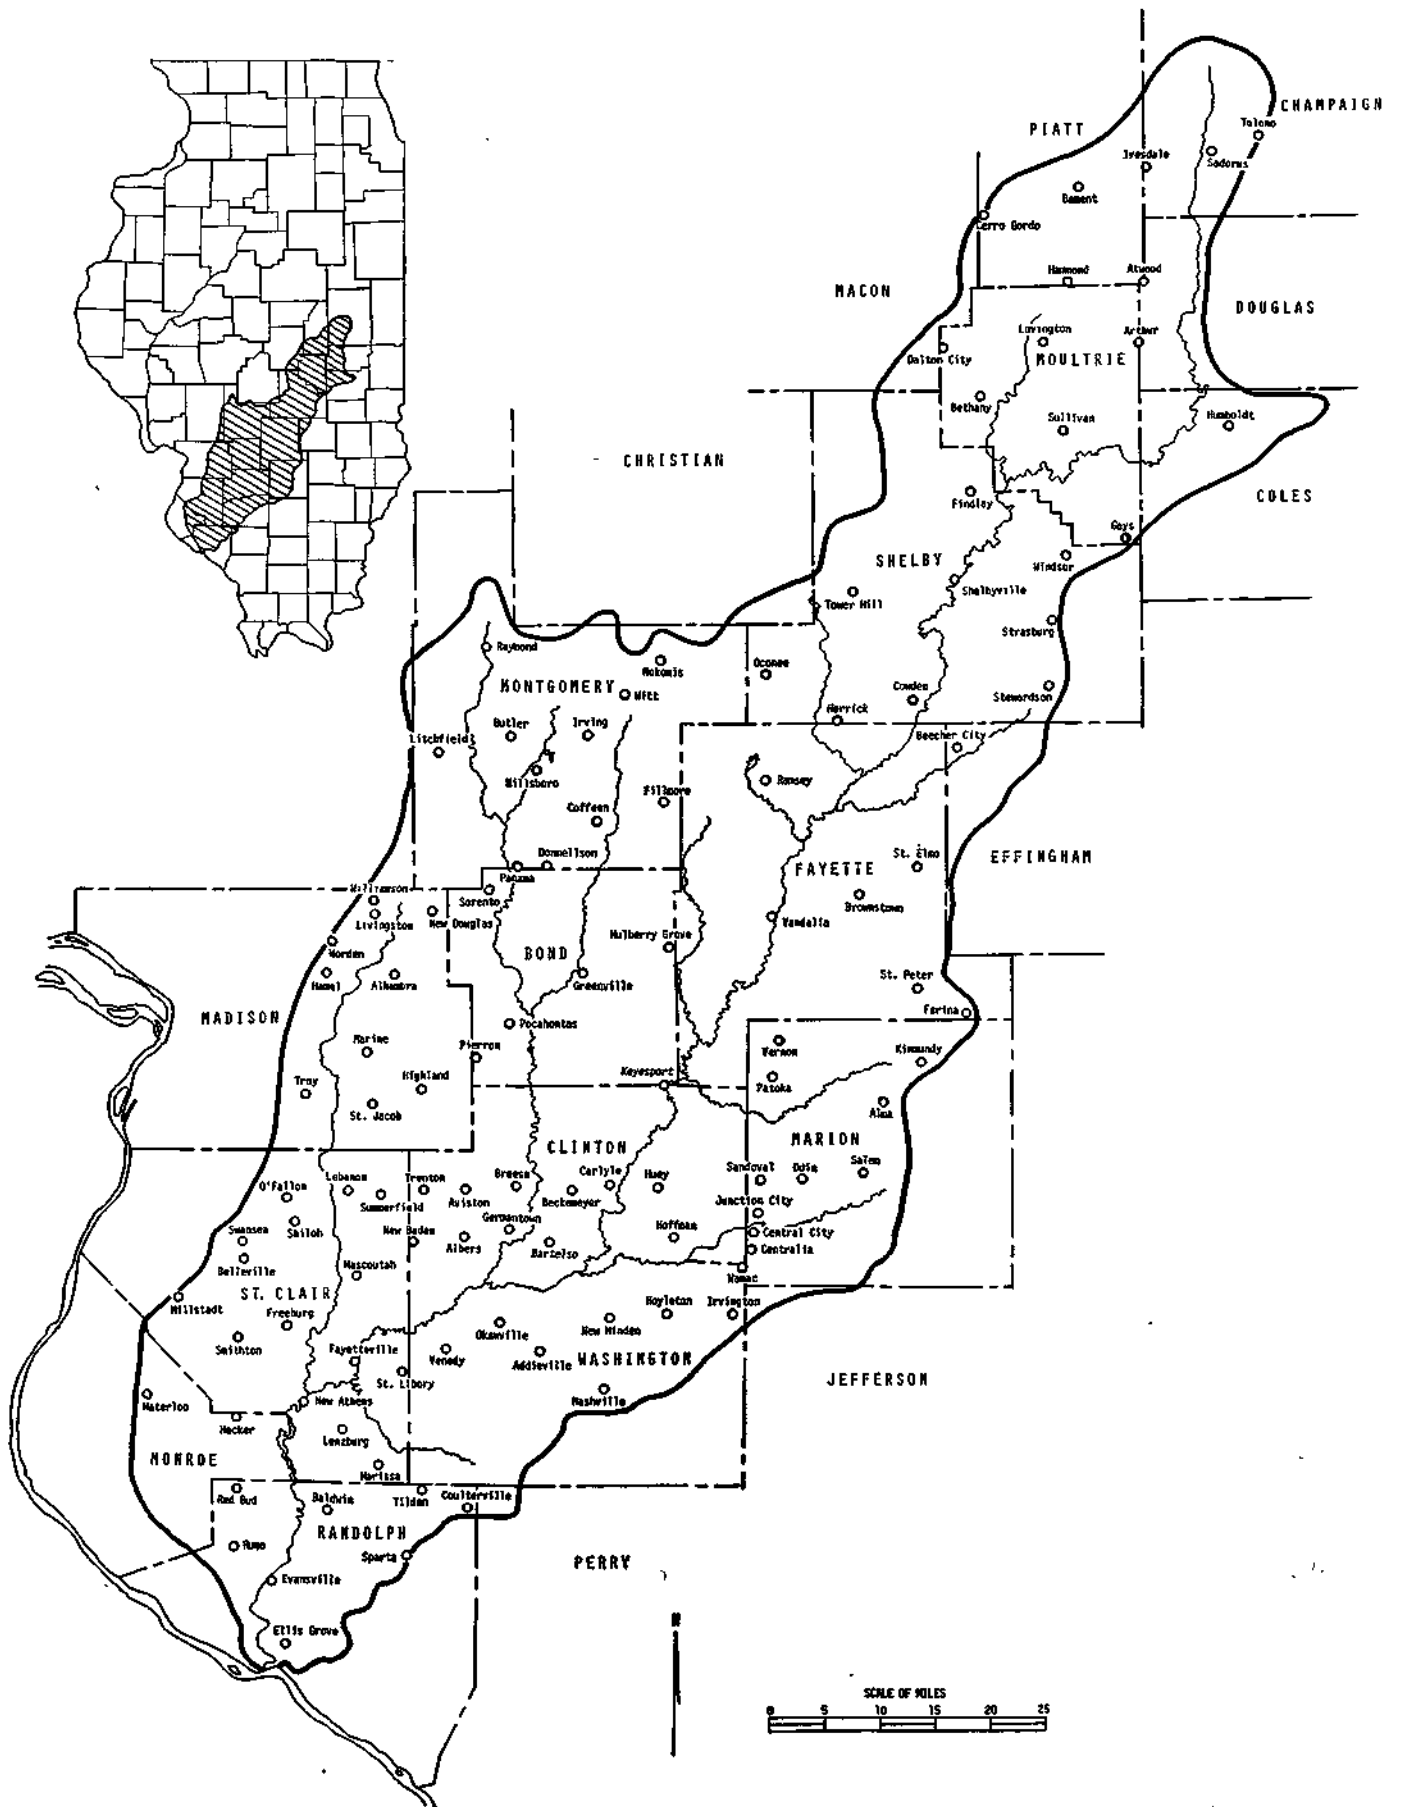 CHAMPAIGN
Tolono
PIATT
Ivesdale
Sadorus
Bement
Cerro Gordo
Hammond
Atwood
MACON
DOUGLAS
Lovington
Arthur
Dalton City
MOULTRIE
Bethany
Sullivan
Humboldt
CHRISTIAN
Findlay
COLES
Gays
SHELBY
Windsor
Shelbyville
Tower Hill
Strasburg
Raymond
Nokomis
Oconee
MONTGOMERY
Witt
Cowden
Stewardson
Herrick
Butler
Irving
Litchfield
Beecher City
Hillsboro
Ramsey
Fillmore
Coffeen
Donnellson
St. Elmo
EFFINGHAM
FAYETTE
Panama
Williamson
Sorento
Brownstown
Livingston
New Douglas
Vandalia
Worden
Mulberry Grove
BOND
Hamel
Alhambra
Greenville
St. Peter
Farina
MADISON
Pocahontas
Marine
Pierron
Vernon
Kinmundy
Keyesport
Highland
Troy
Patoka
St. Jacob
Alma
CLINTON
MARION
O'Fallon
Lebanon
Trenton
Breese
Carlyle
Huey
Sandoval
Odin
Salem
Summerfield
Aviston
Beckemeyer
Junction City
Swansea
Shiloh
New Baden
Germantown
Hoffman
Central City
Albers
Bartelso
Centralia
Belleville
Mascoutah
Wamac
ST. CLAIR
Millstadt
Freeburg
Hoyleton
Irvington
Okawville
New Minden
Smithton
Fayetteville
Venedy
Addieville
WASHINGTON
St. Libory
JEFFERSON
Waterloo
New Athens
Nashville
Hecker
Lenzburg
MONROE
Marissa
Red Bud
Baldwin
Tilden
Coulterville
RANDOLPH
Ruma
Sparta
PERRY
Evansville
N
Ellis Grove
SCALE OF MILES
0 5 10 15 20 25